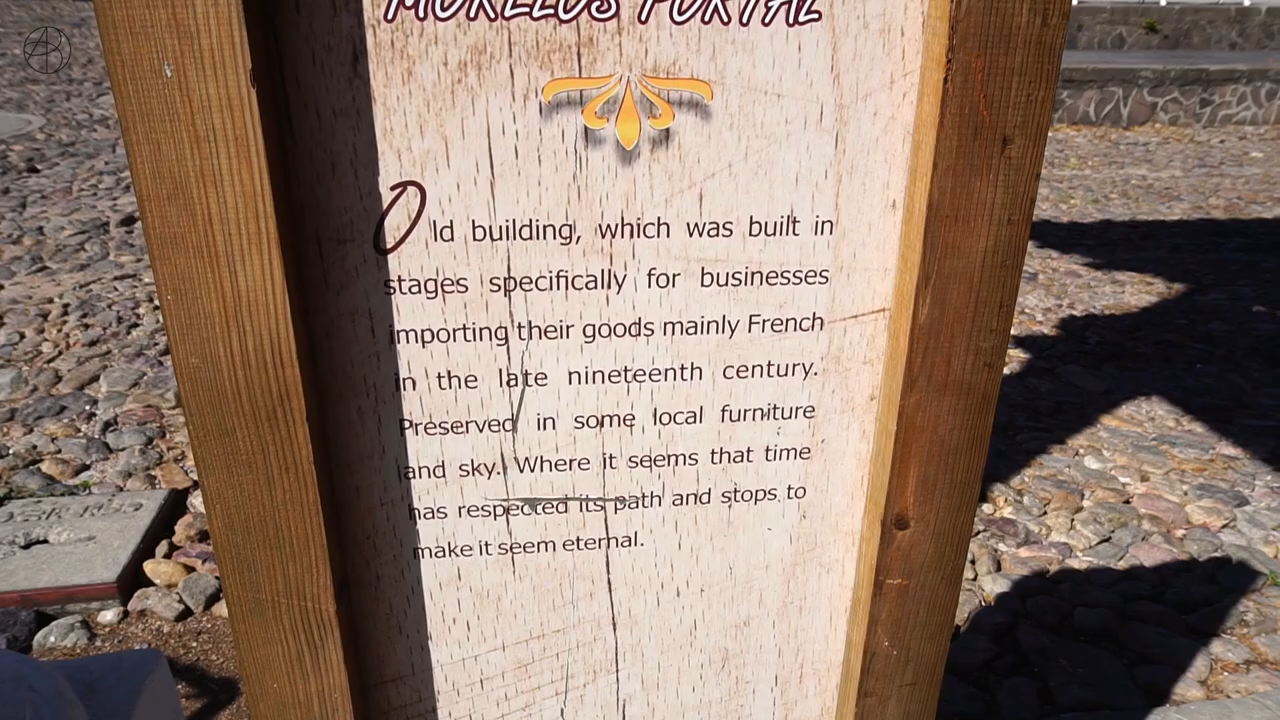 MORELOS PORTAL
Old building, which was built in
stages specifically for businesses
importing their goods mainly French
in the late nineteenth century.
Preserved in some local furniture
and sky. Where it seems that time
has respected its path and stops to
make it seem eternal.